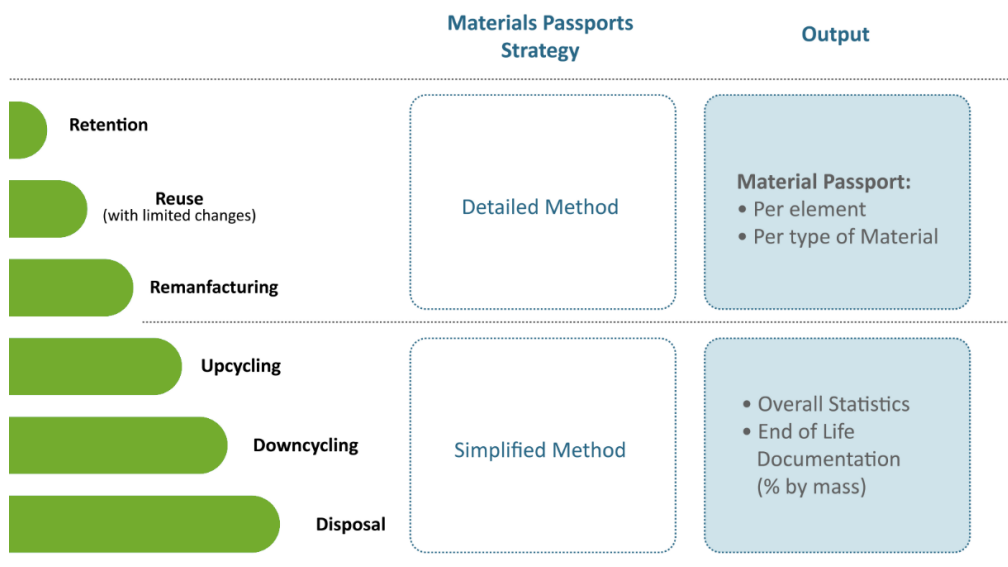 Materials Passports
Strategy
Output
Retention
Reuse
(with limited changes)
Remanfacturing
Detailed Method
Material Passport:
• Per element
• Per type of Material
Upcycling
Downcycling
Disposal
Simplified Method
• Overall Statistics
• End of Life
Documentation
(% by mass)